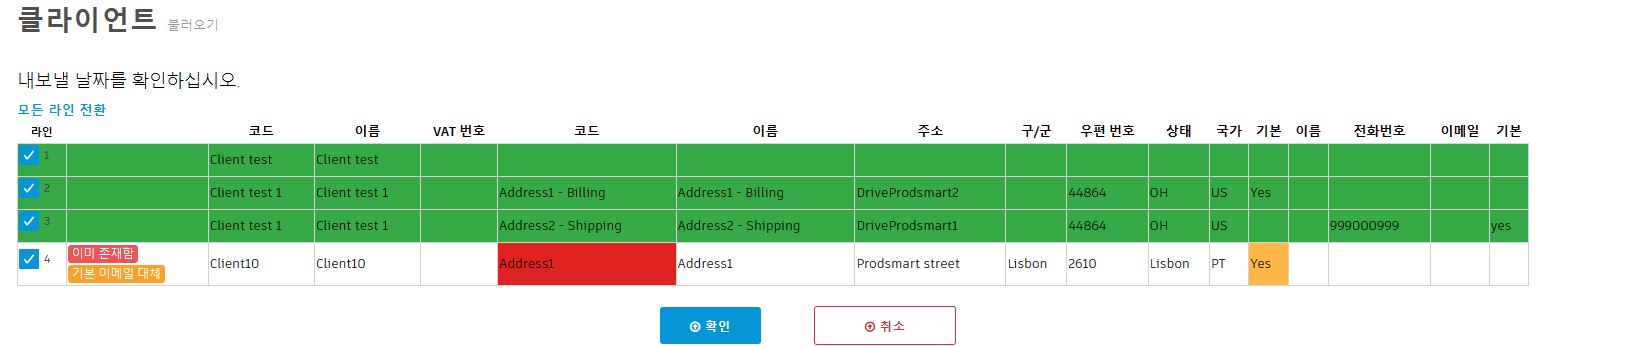 클라이언트 불러오기
내보낼 날짜를 확인하십시오.
모든 라인 전환
라인 코드 이름 VAT 번호 코드 이름 주소 구/군 우편 번호 상태 국가 기본 이름 전화번호 이메일 기본
1 Client test Client test
2 Client test 1 Client test 1 Address1 - Billing Address1 - Billing DriveProdsmart2 44864 OH US Yes
3 Client test 1 Client test 1 Address2 - Shipping Address2 - Shipping DriveProdsmart1 44864 OH US 999000999 yes
4 이미 존재함 기본 이메일 대체 Client10 Client10 Address1 Address1 Prodsmart street Lisbon 2610 Lisbon PT Yes
확인 취소